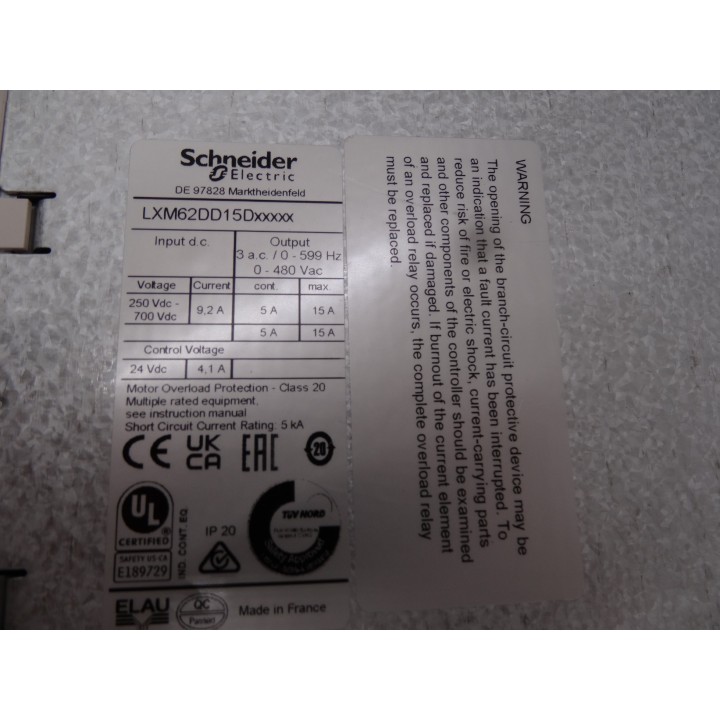 Schneider
Electric
DE 97828 Marktheidenfeld
LXM62DD15Dxxxxx
Input d.c. Output
3 a.c. / 0 - 599 Hz
0 - 480 Vac
Voltage Current cont. max
250 Vdc -
700 Vdc 9,2 A 5 A 15 A
5 A 15 A
Control Voltage
24 Vdc 4,1 A
Motor Overload Protection - Class 20
Multiple rated equipment.
see instruction manual
Short Circuit Current Rating: 5 kA
CE UK
CA EAC 20
UL
®
CERTIFIED
SAFETY US-CA
E189729
IND. CONT. EQ.
IP 20
TÜV NORD
ELAU
QC
Passed
Made in France
WARNING
The opening of the branch-circuit protective device may be
an indication that a fault current has been interrupted. To
reduce risk of fire or electric shock, current-carrying parts
and other components of the controller should be examined
and replaced if damaged. If burnout of the current element
of an overload relay occurs, the complete overload relay
must be replaced.